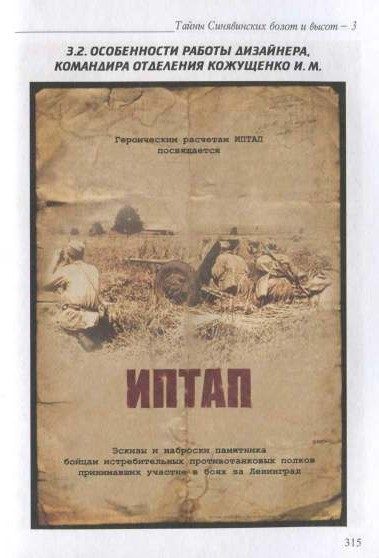 Тайны Синявинских болот и высот – 3
3.2. ОСОБЕННОСТИ РАБОТЫ ДИЗАЙНЕРА,
КОМАНДИРА ОТДЕЛЕНИЯ КОЖУЩЕНКО И. М.
Героическим расчетам ИПТАП
посвящается
ИПТАП
Эскизы и наброски памятника
бойцам истребительных противотанковых полков
принимавших участие в боях за Ленинград
315